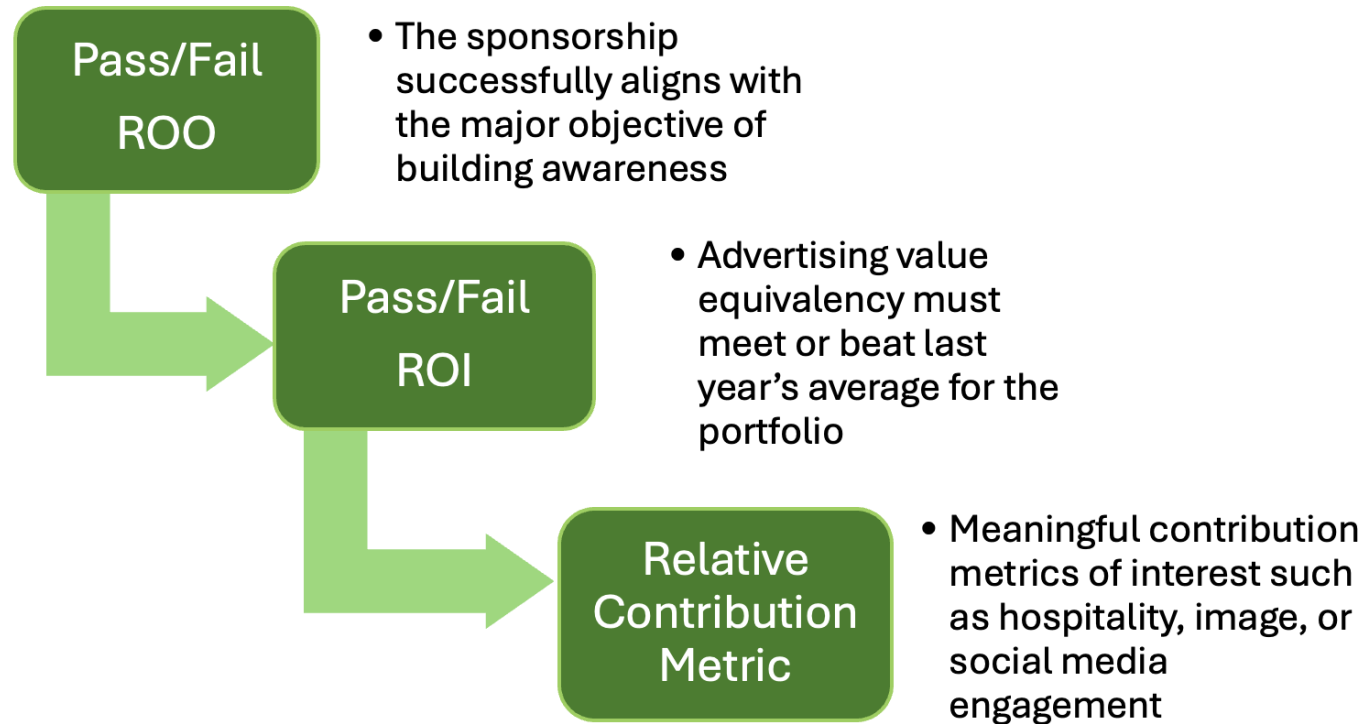 Pass/Fail
ROO
• The sponsorship
successfully aligns with
the major objective of
building awareness
Pass/Fail
ROI
• Advertising value
equivalency must
meet or beat last
year’s average for the
portfolio
Relative
Contribution
Metric
• Meaningful contribution
metrics of interest such
as hospitality, image, or
social media
engagement